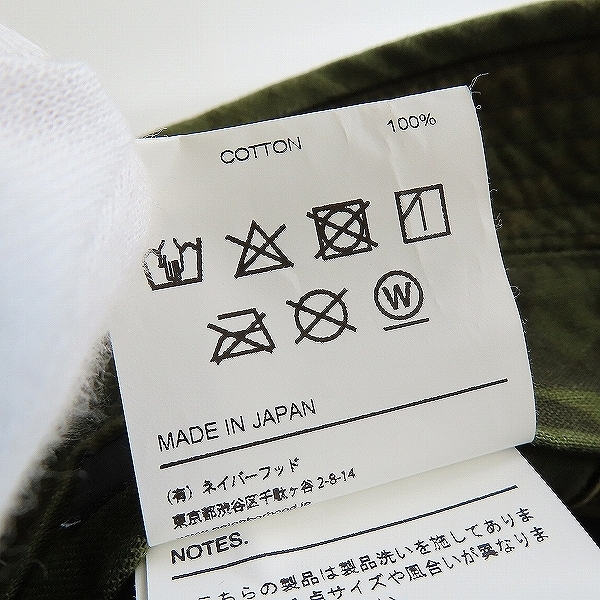 COTTON 100%
W
MADE IN JAPAN
(有) ネイバーフッド
東京都渋谷区千駄ヶ谷 2-8-14
NOTES.
こちらの製品は製品洗いを施してありま
点サイズや風合いが異なりま